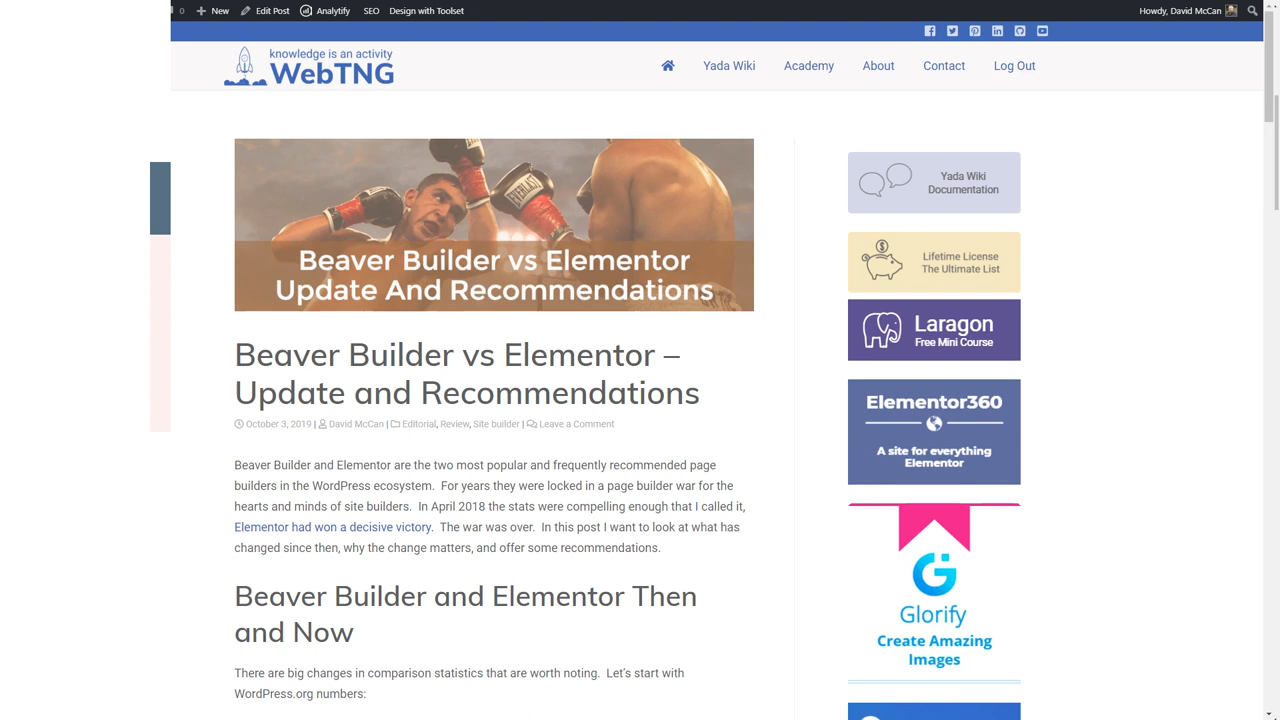 0 New Edit Post Analytify SEO Design with Toolset Howdy, David McCan
knowledge is an activity
WebTNG
Yada Wiki Academy About Contact Log Out
EVERLAST
Beaver Builder vs Elementor
Update And Recommendations
Beaver Builder vs Elementor –
Update and Recommendations
October 3, 2019 | David McCan | Editorial, Review, Site builder | Leave a Comment
Beaver Builder and Elementor are the two most popular and frequently recommended page
builders in the WordPress ecosystem. For years they were locked in a page builder war for the
hearts and minds of site builders. In April 2018 the stats were compelling enough that I called it,
Elementor had won a decisive victory. The war was over. In this post I want to look at what has
changed since then, why the change matters, and offer some recommendations.
Beaver Builder and Elementor Then
and Now
There are big changes in comparison statistics that are worth noting. Let's start with
WordPress.org numbers:
Yada Wiki
Documentation
Lifetime License
The Ultimate List
Laragon
Free Mini Course
Elementor360
A site for everything
Elementor
Glorify
Create Amazing
Images